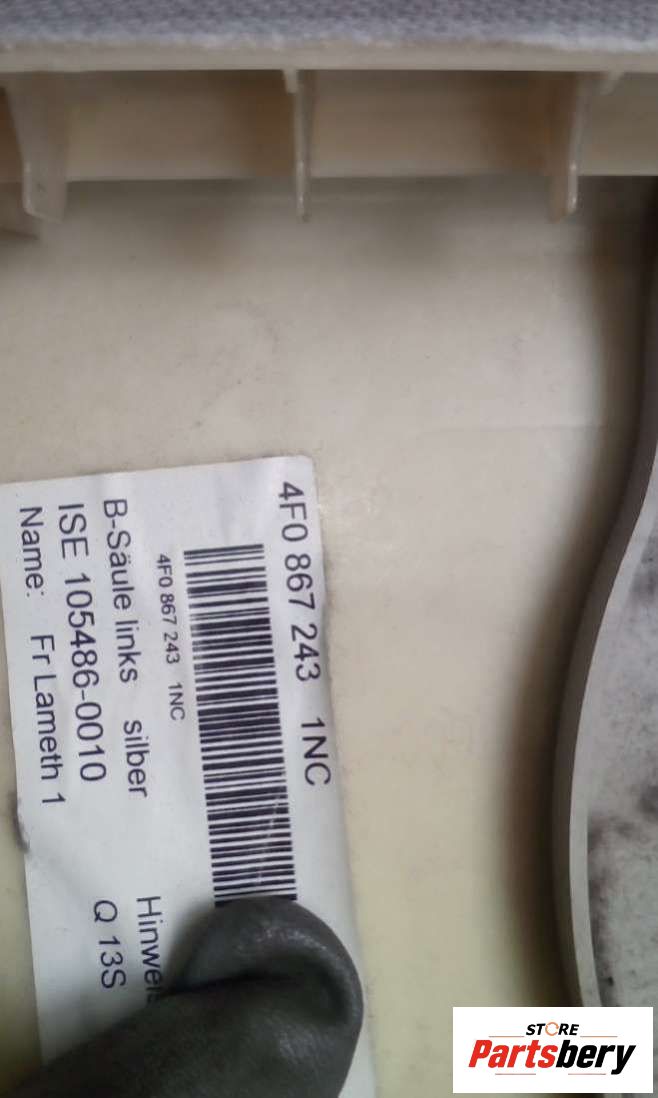 4F0 867 243 1NC
4F0 867 243 1NC
B-Säule links silber
Hinweis
ISE 105486-0010
Q 13S
Name: Fr Lameth 1
STORE
Partsbery